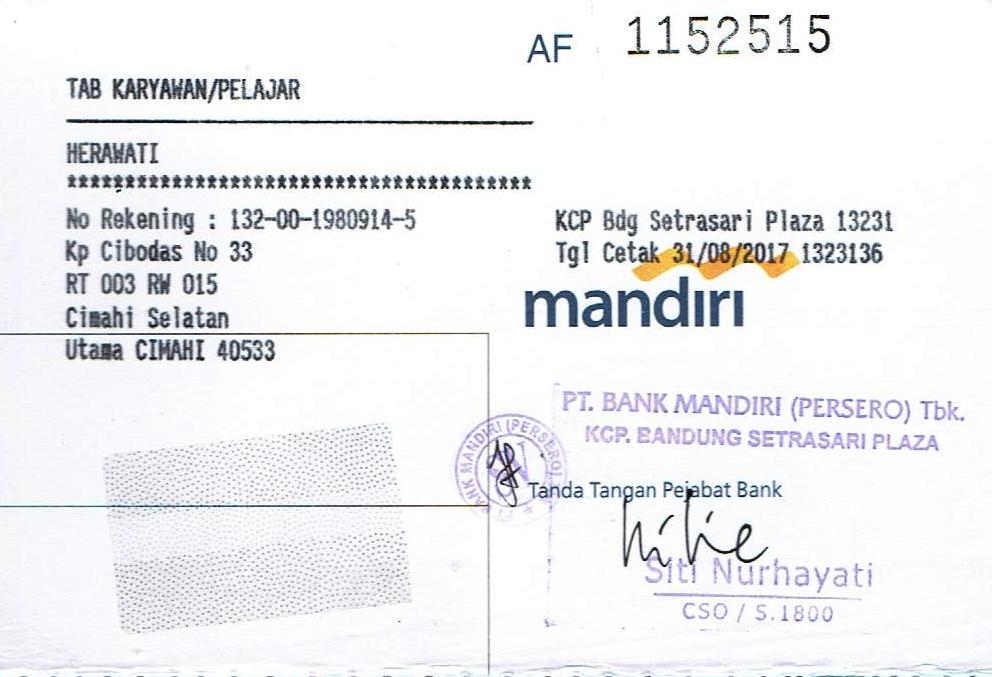 AF 1152515
TAB KARYAWAN/PELAJAR
HERAWATI
****************************************
No Rekening : 132-00-1980914-5
Kp Cibodas No 33
RT 003 RW 015
Cimahi Selatan
Utama CIMAHI 40533
KCP Bdg Setrasari Plaza 13231
Tgl Cetak 31/08/2017 1323136
mandiri
PT. BANK MANDIRI (PERSERO) Tbk.
KCP. BANDUNG SETRASARI PLAZA
BANK MANDIRI (PERSERO)
Tanda Tangan Pejabat Bank
Siti Nurhayati
CSO / S.1800